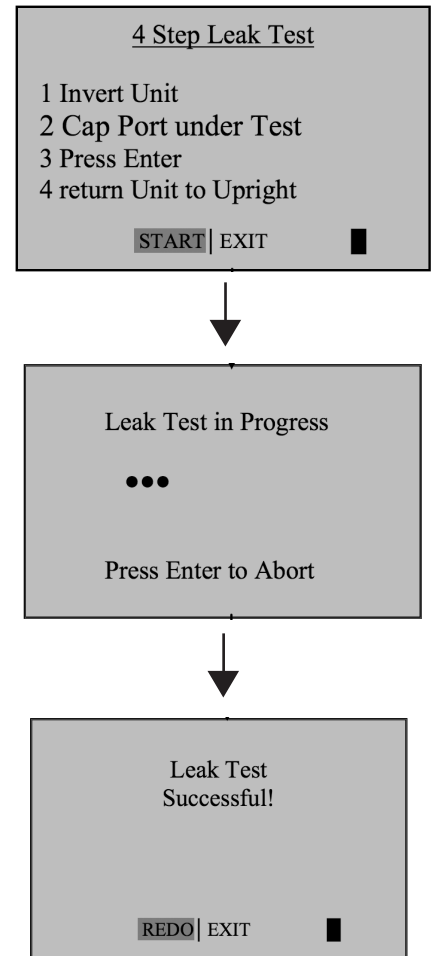 4 Step Leak Test
1 Invert Unit
2 Cap Port under Test
3 Press Enter
4 return Unit to Upright
START| EXIT
Leak Test in Progress
•••
Press Enter to Abort
Leak Test
Successful!
REDO| EXIT